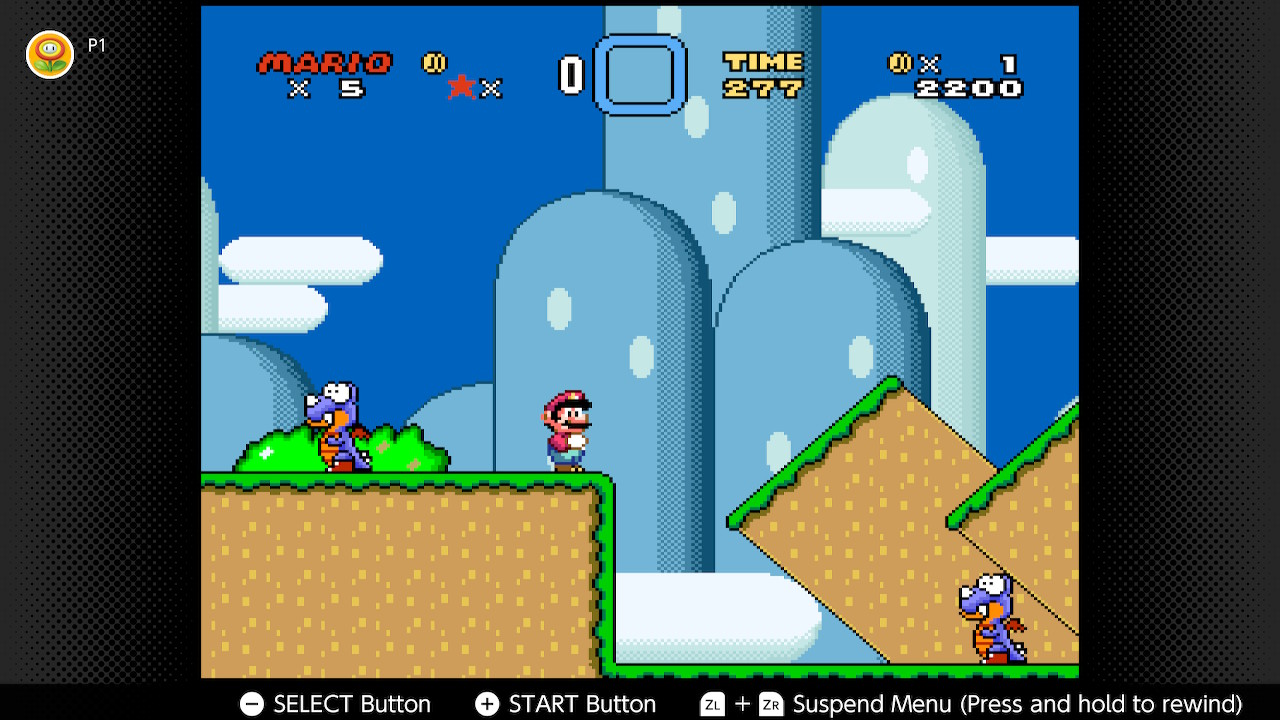 P1
MARIO
× 5
★×
0
TIME
277
× 1
2200
SELECT Button
START Button
ZL + ZR Suspend Menu (Press and hold to rewind)